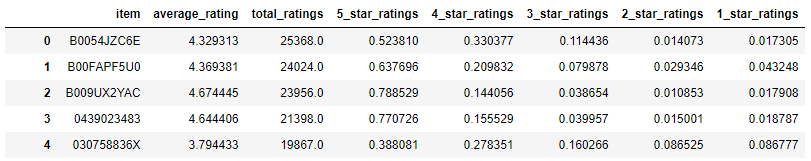 item average_rating total_ratings 5_star_ratings 4_star_ratings 3_star_ratings 2_star_ratings 1_star_ratings
0 B0054JZC6E 4.329313 25368.0 0.523810 0.330377 0.114436 0.014073 0.017305
1 B00FAPF5U0 4.369381 24024.0 0.637696 0.209832 0.079878 0.029346 0.043248
2 B009UX2YAC 4.674445 23956.0 0.788529 0.144056 0.038654 0.010853 0.017908
3 0439023483 4.644406 21398.0 0.770726 0.155529 0.039957 0.015001 0.018787
4 030758836X 3.794433 19867.0 0.388081 0.278351 0.160266 0.086525 0.086777